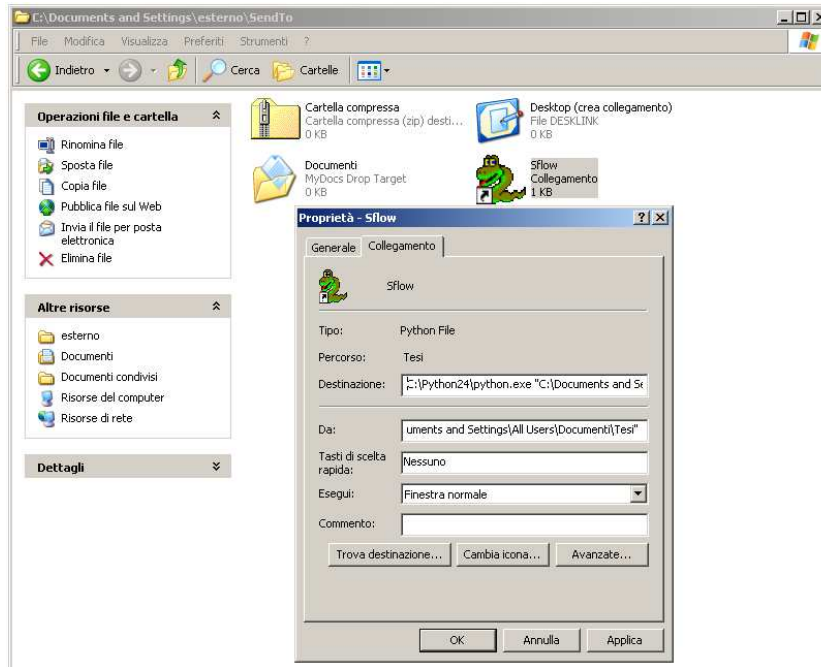 C:\Documents and Settings\esterno\SendTo
File Modifica Visualizza Preferiti Strumenti ?
Indietro Cerca Cartelle
Operazioni file e cartella
Rinomina file
Sposta file
Copia file
Pubblica file sul Web
Invia il file per posta
elettronica
Elimina file
Altre risorse
esterno
Documenti
Documenti condivisi
Risorse del computer
Risorse di rete
Dettagli
Cartella compressa
Cartella compressa (zip) desti...
0 KB
Desktop (crea collegamento)
File DESKLINK
0 KB
Documenti
MyDocs Drop Target
0 KB
Sflow
Collegamento
1 KB
Proprietà - Sflow
Generale Collegamento
Sflow
Tipo: Python File
Percorso: Tesi
Destinazione: C:\Python24\python.exe "C:\Documents and Se
Da: uments and Settings\All Users\Documenti\Tesi"
Tasti di scelta
rapida: Nessuno
Esegui: Finestra normale
Commento:
Trova destinazione... Cambia icona... Avanzate...
OK Annulla Applica